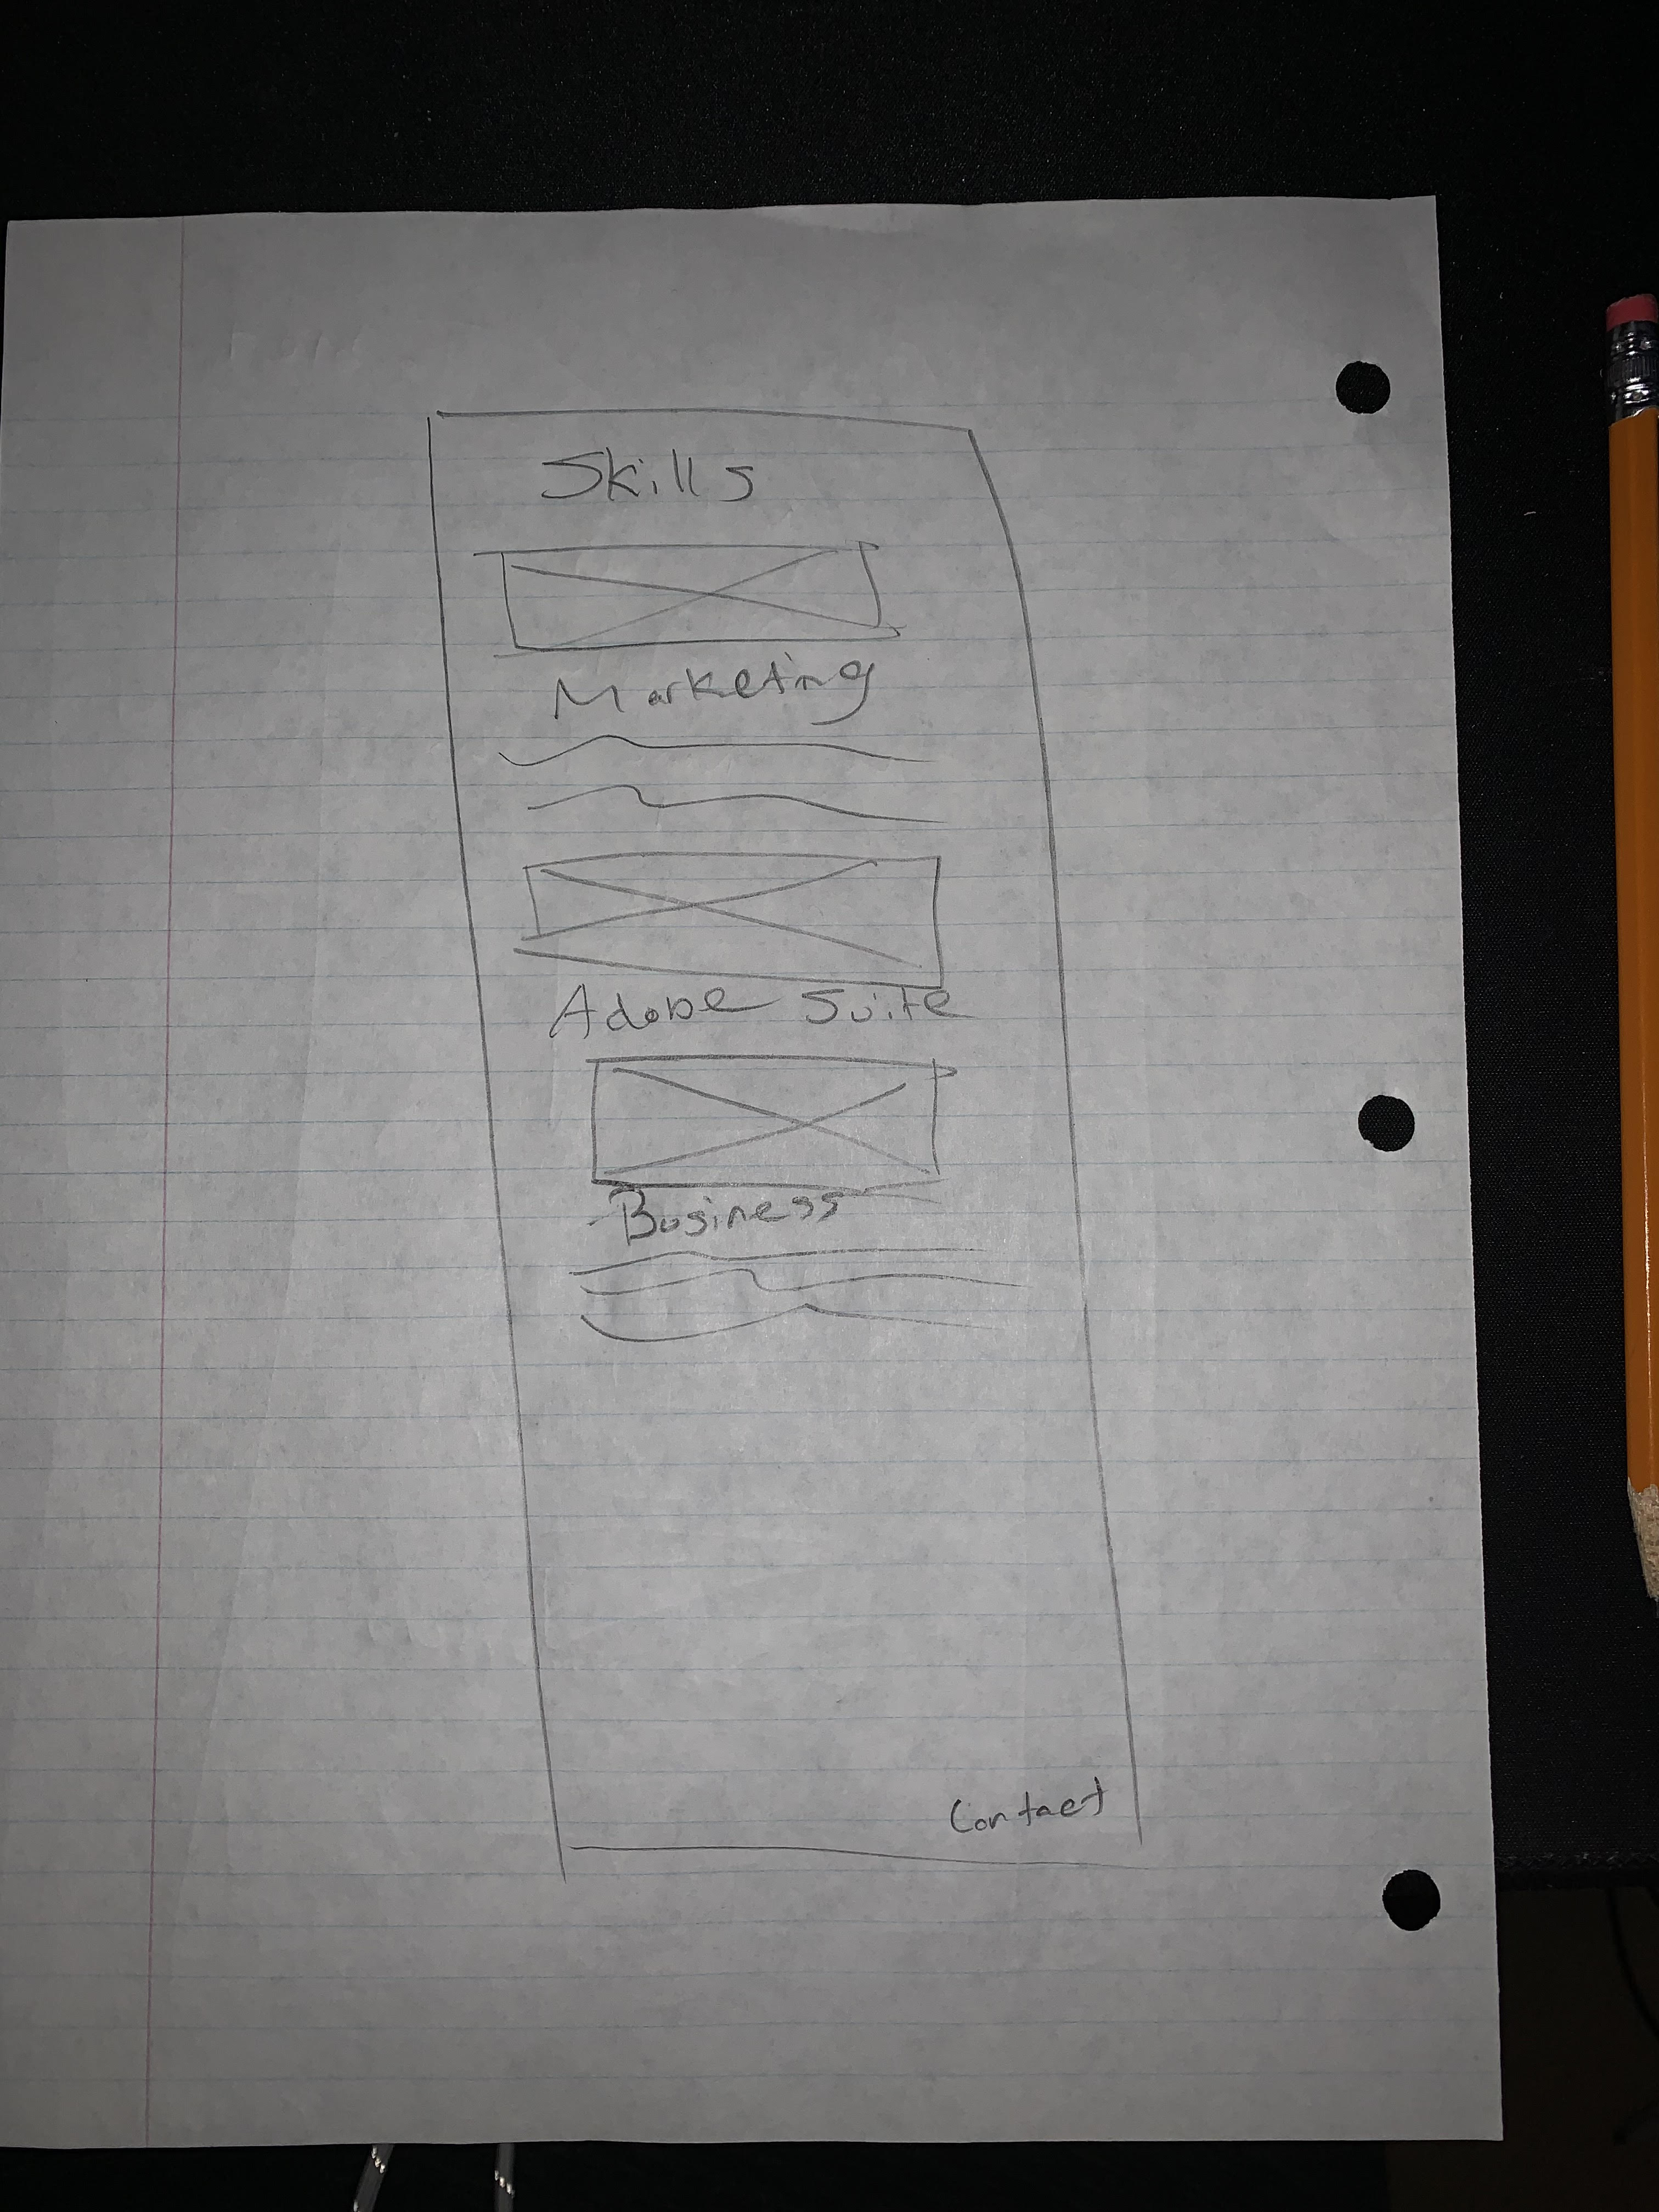 Skills
Marketing
Adobe Suite
Business
Contact